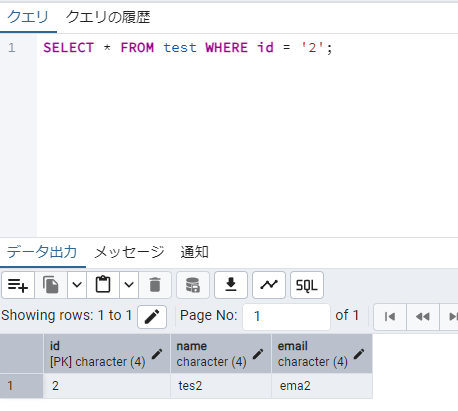 クエリ クエリの履歴
1 SELECT * FROM test WHERE id = '2';
データ出力 メッセージ 通知
SQL
Showing rows: 1 to 1 Page No: 1 of 1
id name email
[PK] character (4) character (4) character (4)
1 2 tes2 ema2